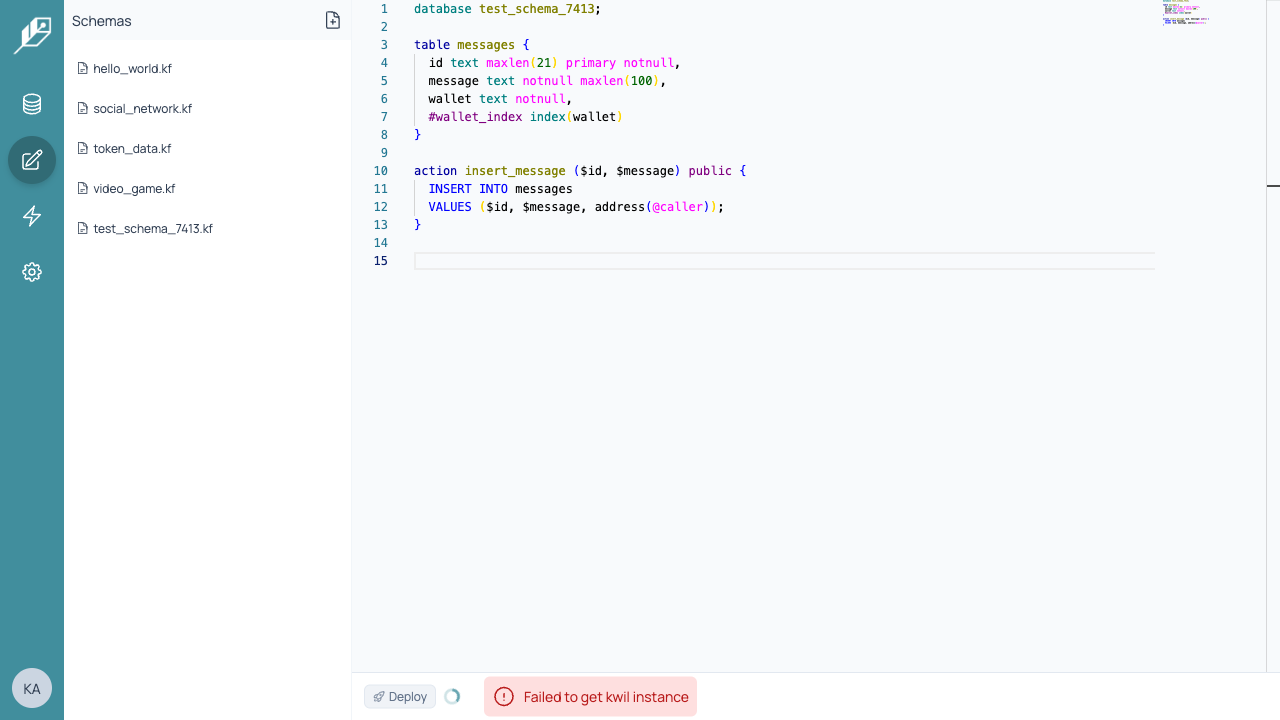 Schemas
hello_world.kf
social_network.kf
token_data.kf
video_game.kf
test_schema_7413.kf
KA
1 database test_schema_7413;
2
3 table messages {
4 id text maxlen(21) primary notnull,
5 message text notnull maxlen(100),
6 wallet text notnull,
7 #wallet_index index(wallet)
8 }
9
10 action insert_message ($id, $message) public {
11 INSERT INTO messages
12 VALUES ($id, $message, address(@caller));
13 }
14
15
Deploy
Failed to get kwil instance